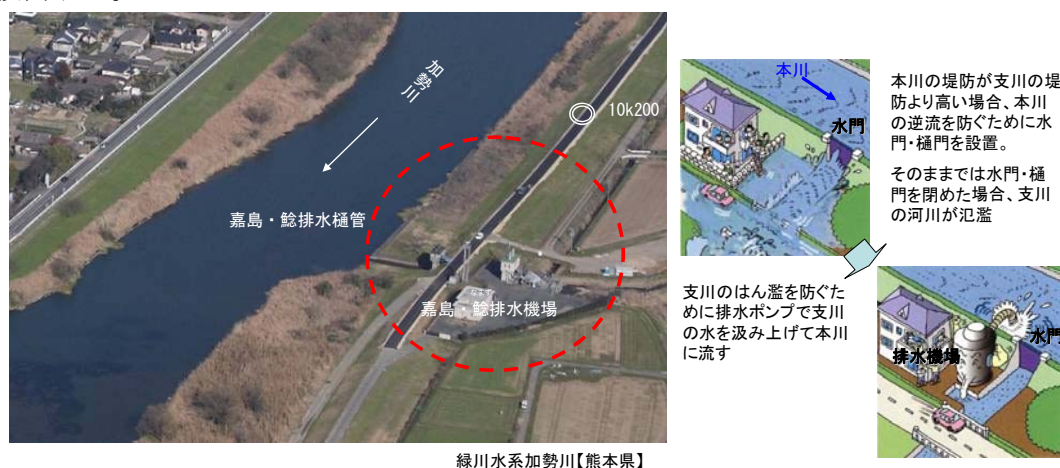 加勢川
10k200
嘉島・鯰排水樋管
なまず
嘉島・鯰排水機場
緑川水系加勢川【熊本県】
本川
水門
本川の堤防が支川の堤
防より高い場合、本川
の逆流を防ぐために水
門・樋門を設置。
そのままでは水門・樋
門を閉めた場合、支川
の河川が氾濫
支川のはん濫を防ぐた
めに排水ポンプで支川
の水を汲み上げて本川
に流す
水門
排水機場